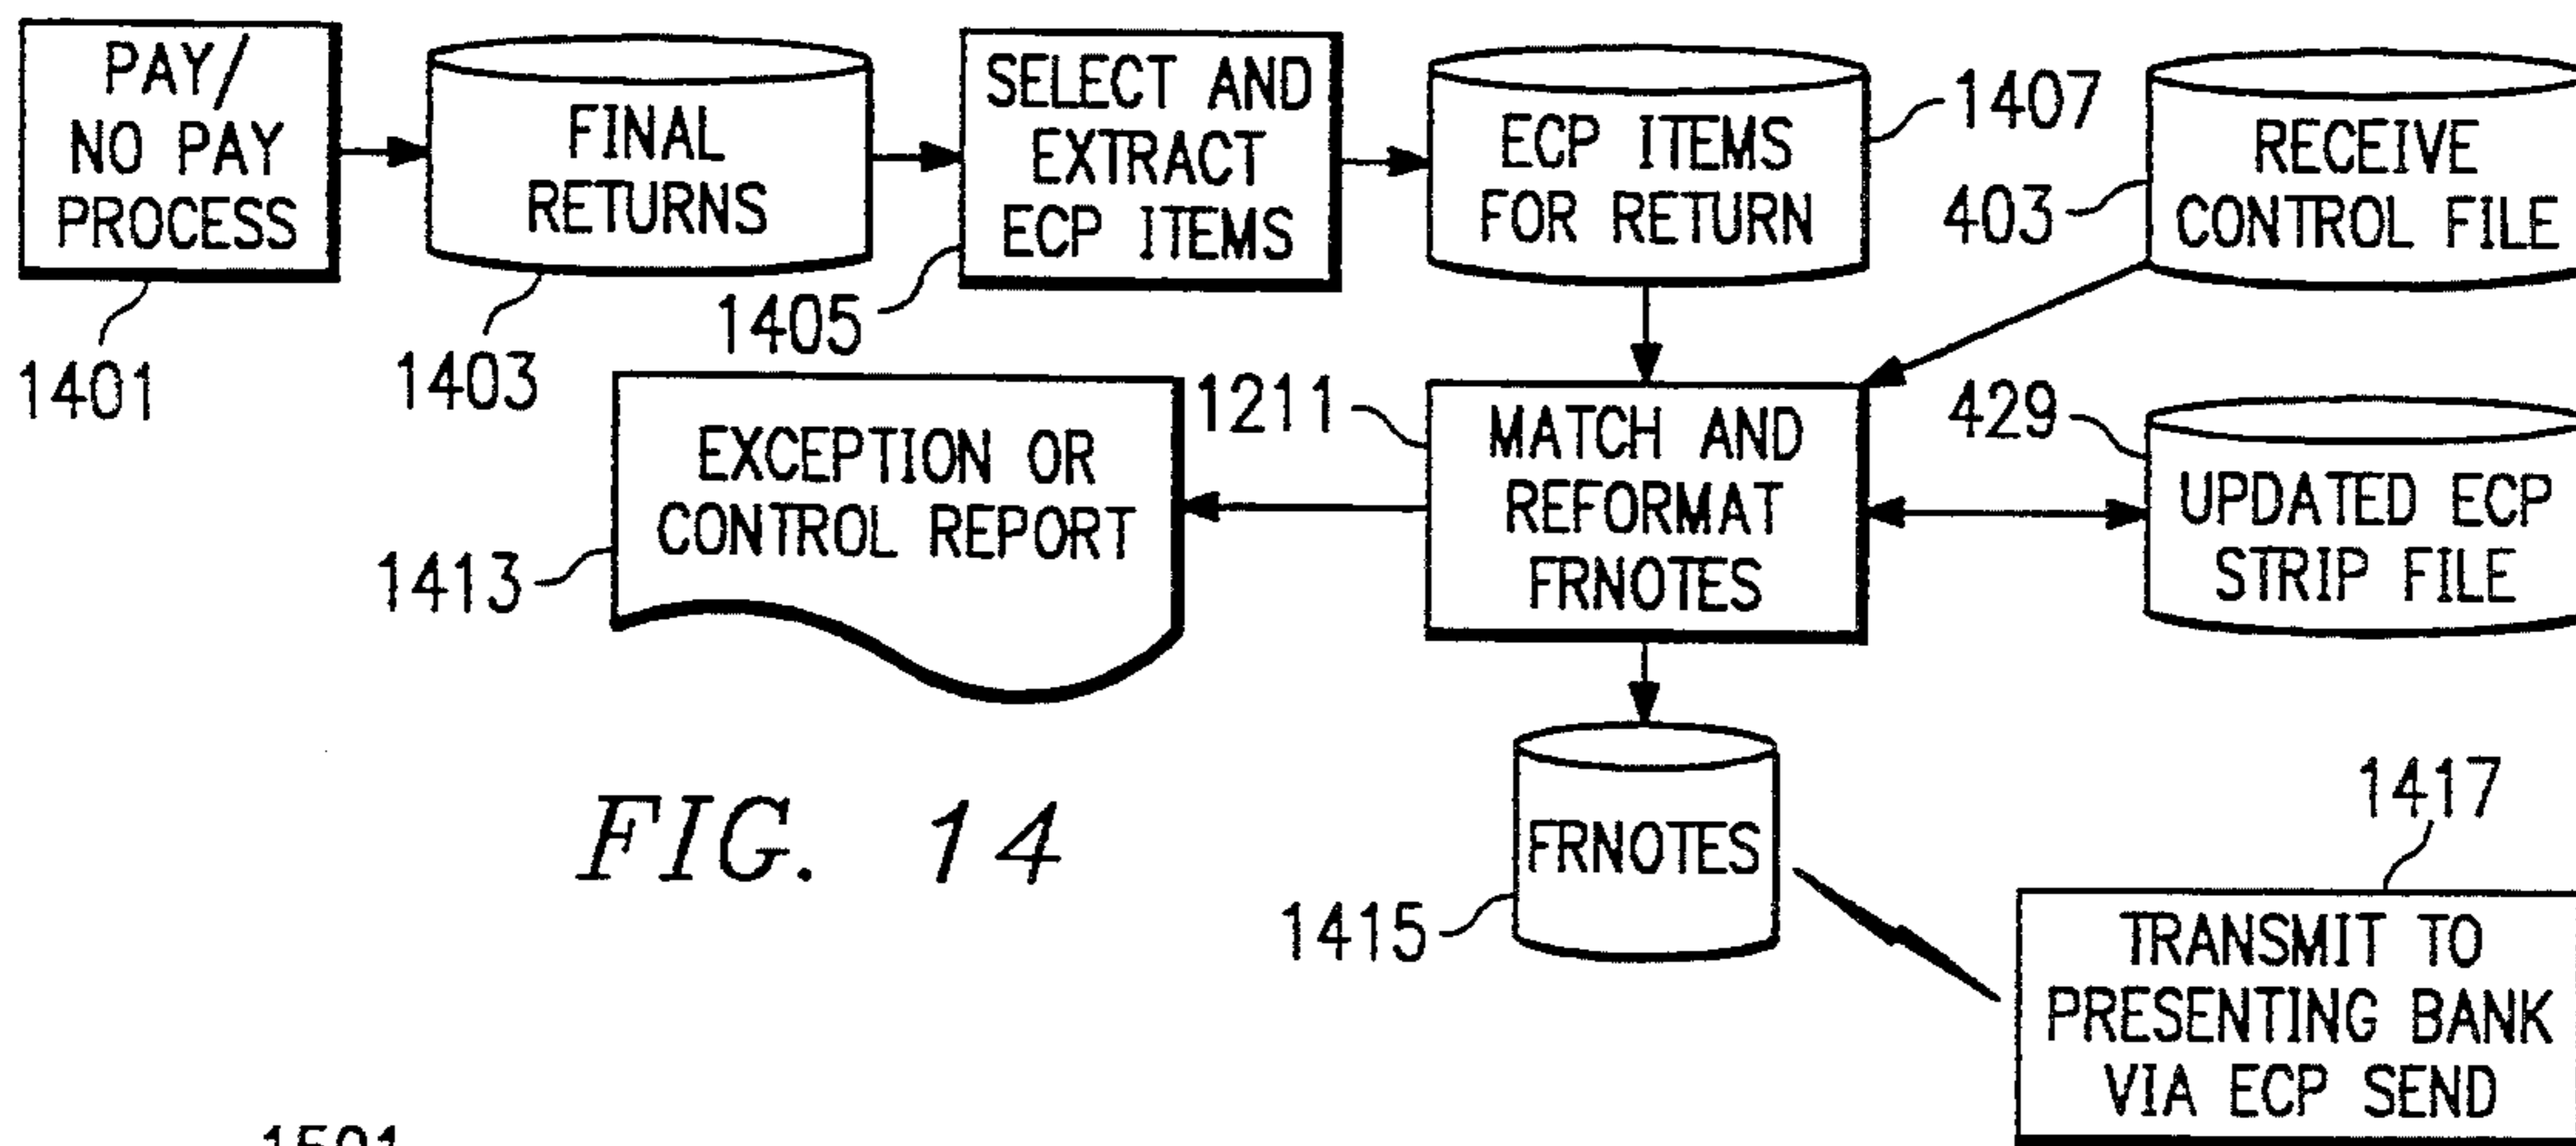 PAY/
NO PAY
PROCESS
1401
FINAL
RETURNS
1403
SELECT AND
EXTRACT
ECP ITEMS
1405
ECP ITEMS
FOR RETURN
1407
RECEIVE
CONTROL FILE
403
EXCEPTION OR
CONTROL REPORT
1413
MATCH AND
REFORMAT
FRNOTES
1211
UPDATED ECP
STRIP FILE
429
FRNOTES
1415
TRANSMIT TO
PRESENTING BANK
VIA ECP SEND
1417
FIG. 14